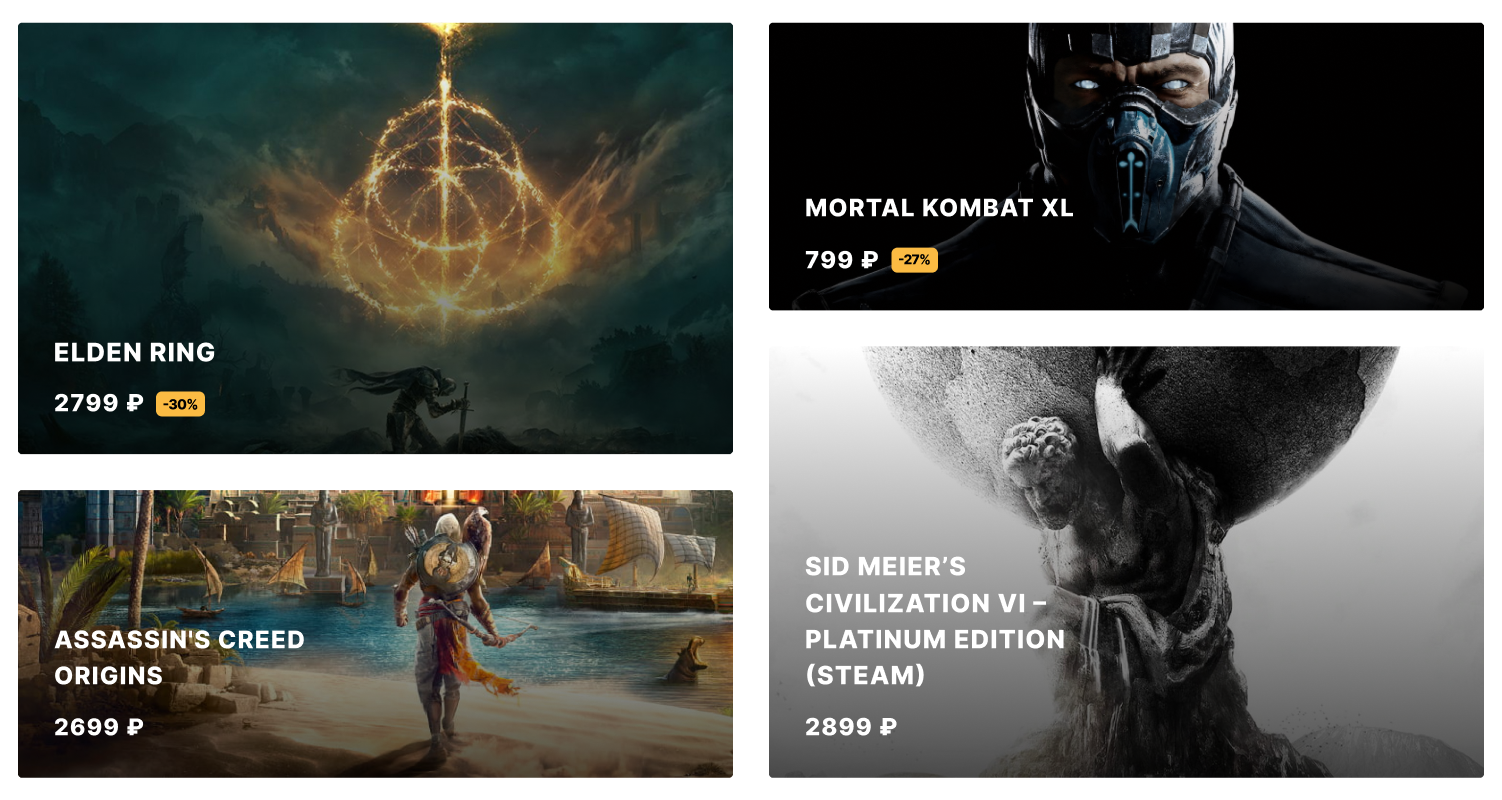 ELDEN RING
2799 ₽ -30%
ASSASSIN'S CREED
ORIGINS
2699 ₽
MORTAL KOMBAT XL
799 ₽ -27%
SID MEIER’S
CIVILIZATION VI –
PLATINUM EDITION
(STEAM)
2899 ₽